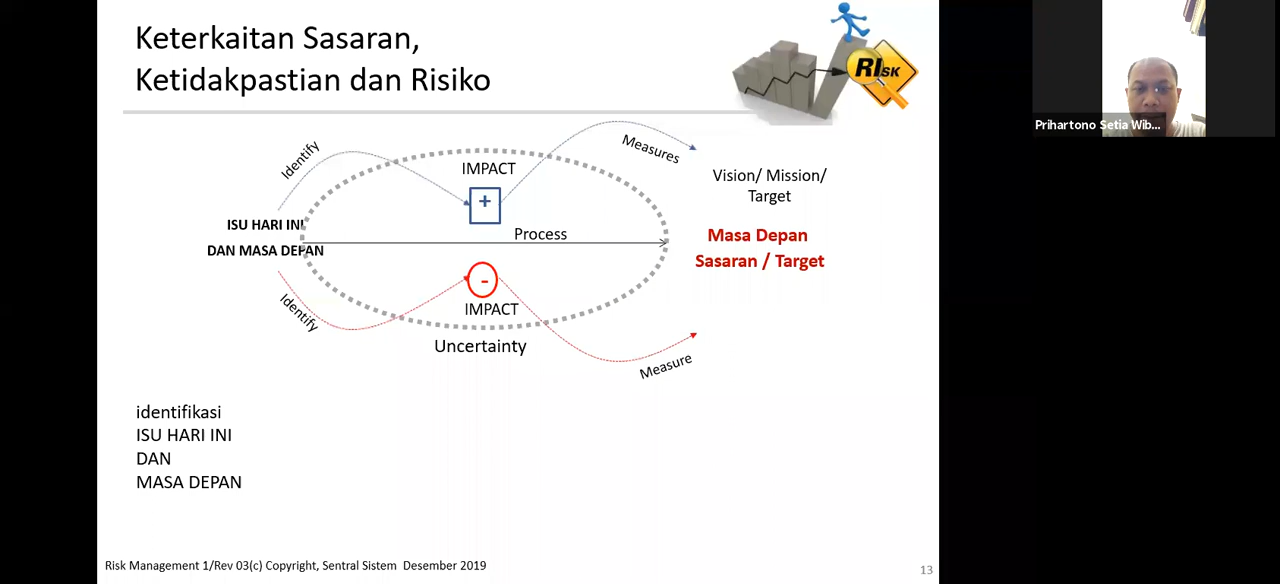 Keterkaitan Sasaran,
Ketidakpastian dan Risiko
RISK
Identify
IMPACT
+
Measures
Vision/ Mission/
Target
ISU HARI INI
DAN MASA DEPAN
Process
Masa Depan
Sasaran / Target
-
IMPACT
Identify
Uncertainty
Measure
identifikasi
ISU HARI INI
DAN
MASA DEPAN
Risk Management 1/Rev 03(c) Copyright, Sentral Sistem Desember 2019
13
Prihartono Setia Wib...